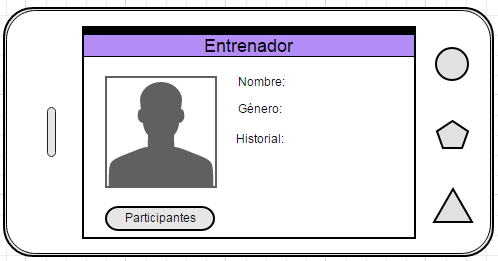 Entrenador
Nombre:
Género:
Historial:
Participantes